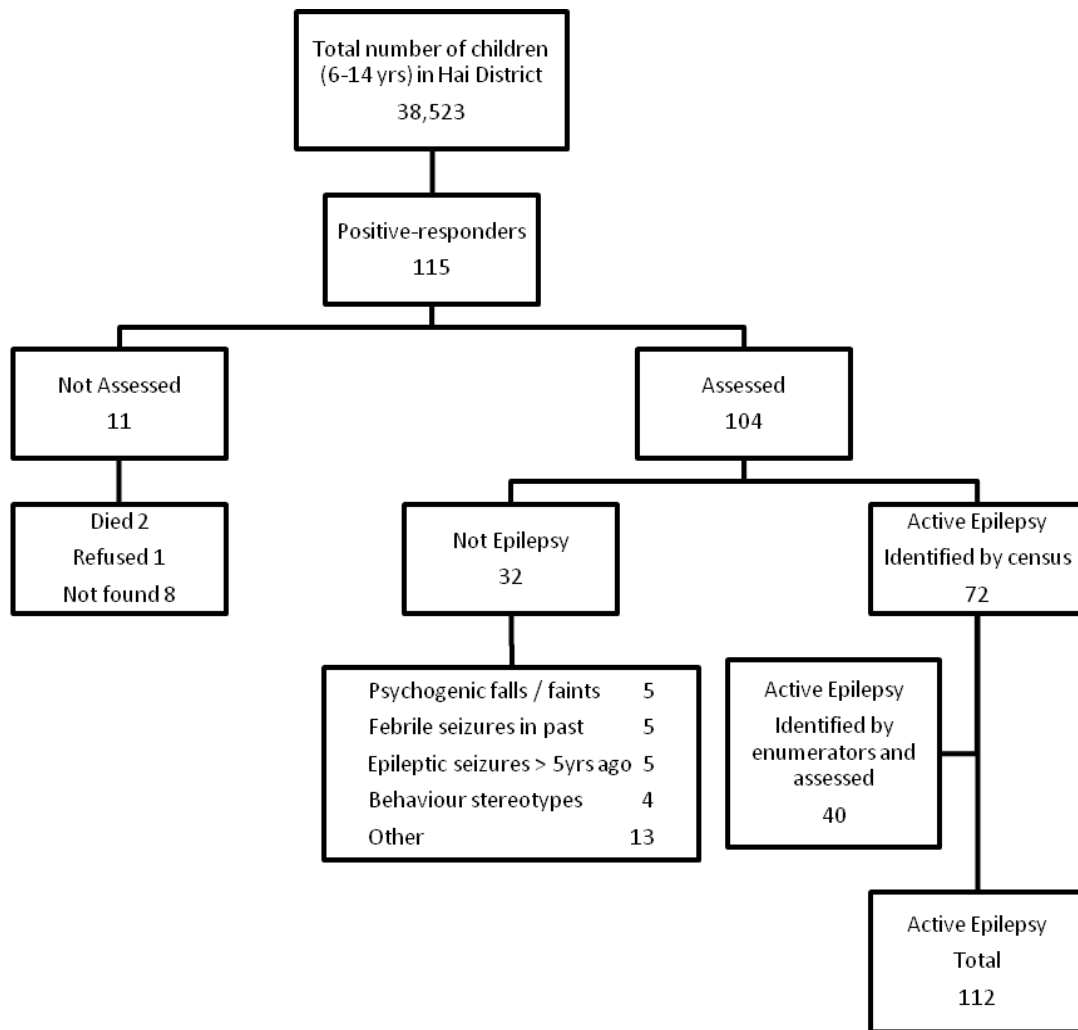 Total number of children
(6-14 yrs) in Hai District
38,523
Positive-responders
115
Not Assessed
11
Assessed
104
Died 2
Refused 1
Not found 8
Not Epilepsy
32
Active Epilepsy
Identified by census
72
Psychogenic falls / faints 5
Febrile seizures in past 5
Epileptic seizures > 5yrs ago 5
Behaviour stereotypes 4
Other 13
Active Epilepsy
Identified by
enumerators and
assessed
40
Active Epilepsy
Total
112